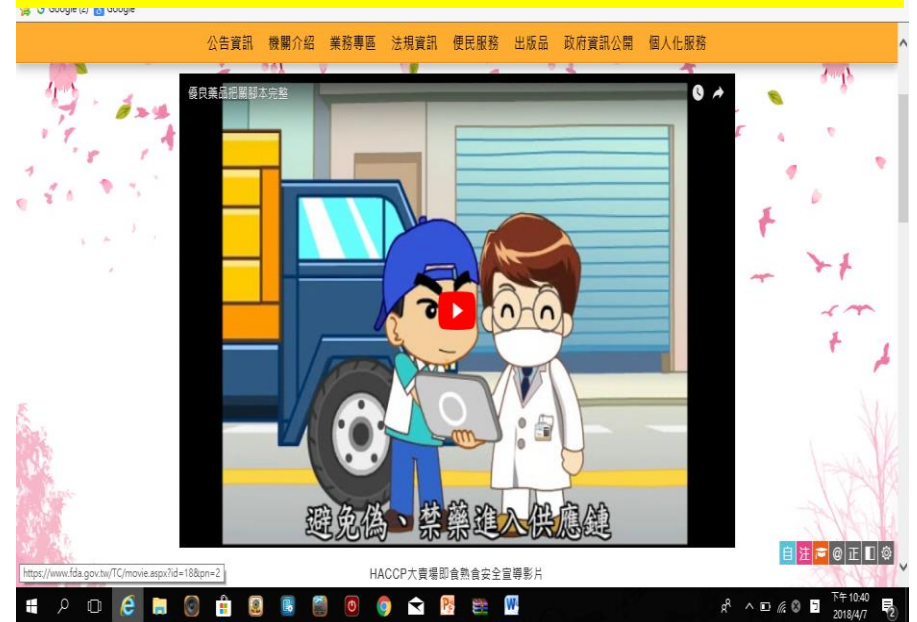 Google (2) Google
公告資訊 機關介紹 業務專區 法規資訊 便民服務 出版品 政府資訊公開 個人化服務
優良藥品把關腳本完整
避免偽、禁藥進入供應鏈
自 注 @ 正
https://www.fda.gov.tw/TC/movie.aspx?id=18&pn=2
HACCP大賣場即食熟食安全宣導影片
下午 10:40
2018/4/7
2